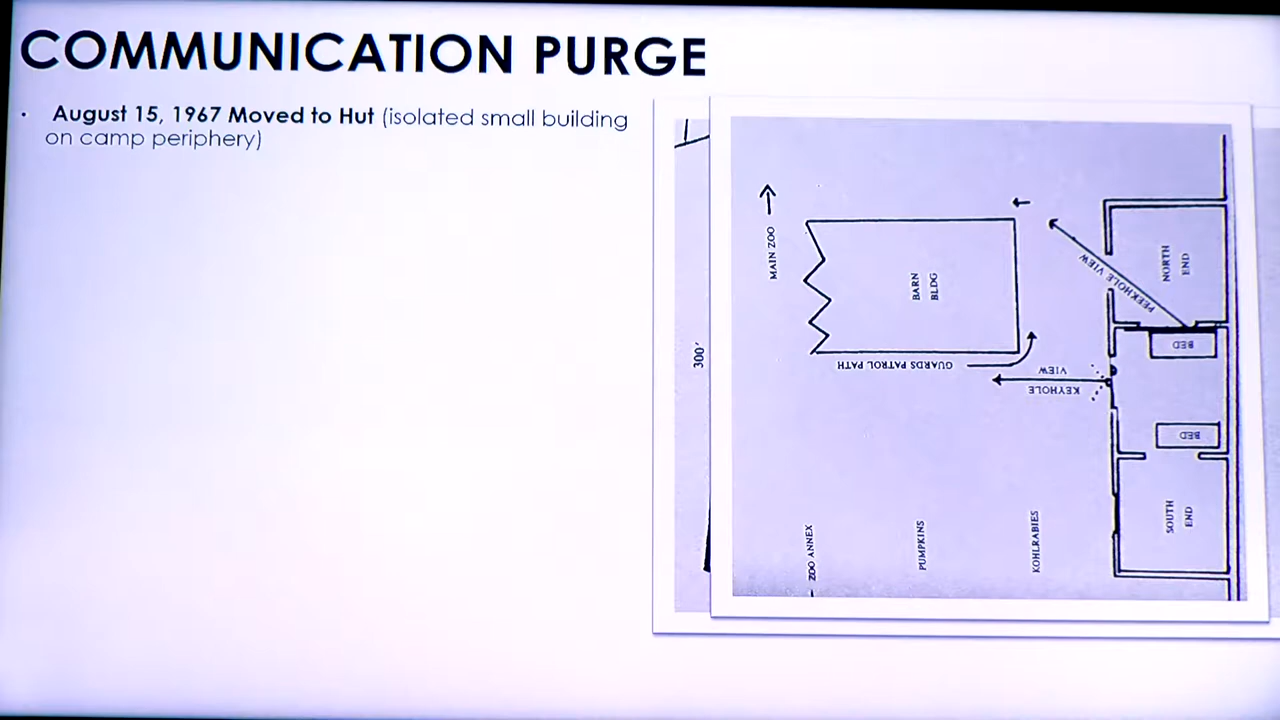 COMMUNICATION PURGE
· August 15, 1967 Moved to Hut (isolated small building
on camp periphery)
300'
MAIN ZOO
BARN
BLDG
GUARDS PATROL PATH
PEEKHOLE VIEW
NORTH
END
BED
KEYHOLE
VIEW
BED
SOUTH
END
ZOO ANNEX
PUMPKINS
KOHLRABIES